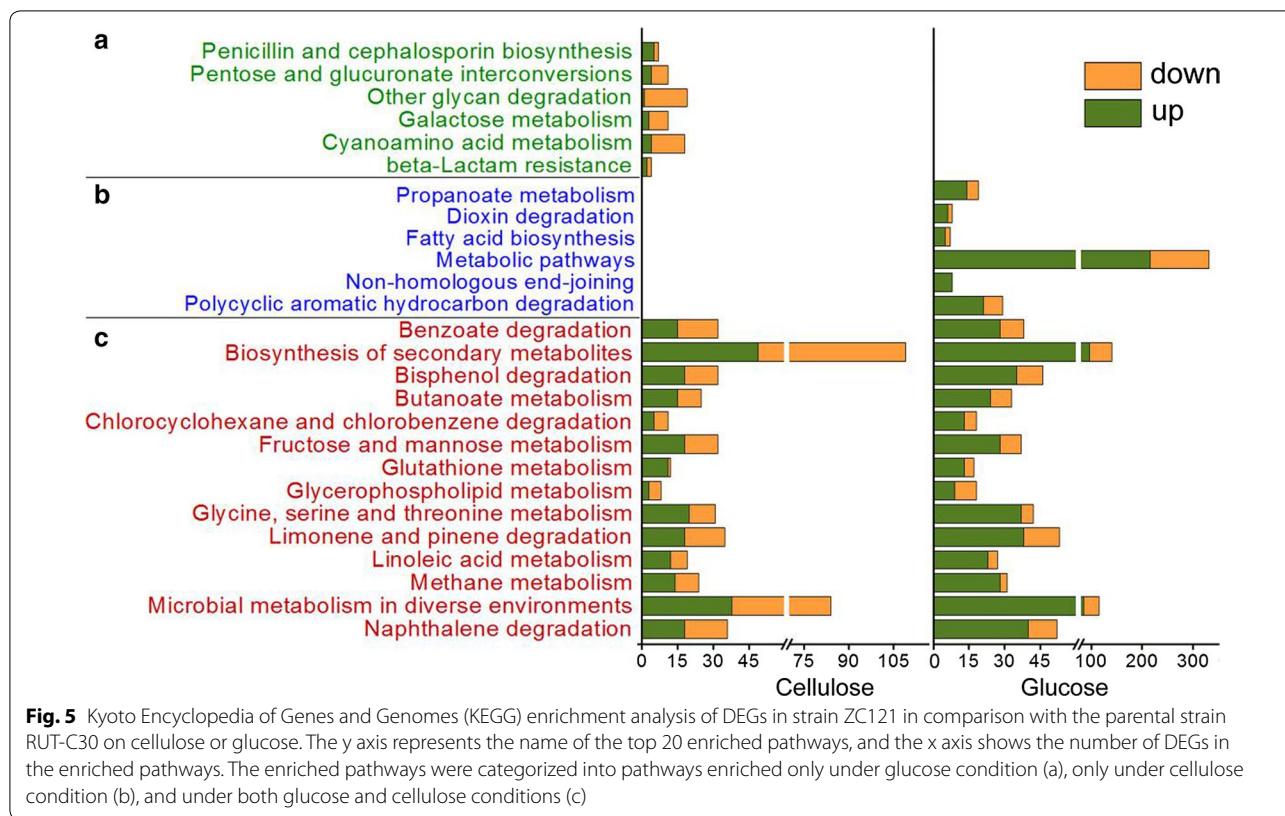 a
Penicillin and cephalosporin biosynthesis
Pentose and glucuronate interconversions
Other glycan degradation
Galactose metabolism
Cyanoamino acid metabolism
beta-Lactam resistance
b
Propanoate metabolism
Dioxin degradation
Fatty acid biosynthesis
Metabolic pathways
Non-homologous end-joining
Polycyclic aromatic hydrocarbon degradation
c
Benzoate degradation
Biosynthesis of secondary metabolites
Bisphenol degradation
Butanoate metabolism
Chlorocyclohexane and chlorobenzene degradation
Fructose and mannose metabolism
Glutathione metabolism
Glycerophospholipid metabolism
Glycine, serine and threonine metabolism
Limonene and pinene degradation
Linoleic acid metabolism
Methane metabolism
Microbial metabolism in diverse environments
Naphthalene degradation
down
up
0 15 30 45 75 90 105
Cellulose
0 15 30 45 100 200 300
Glucose
Fig. 5 Kyoto Encyclopedia of Genes and Genomes (KEGG) enrichment analysis of DEGs in strain ZC121 in comparison with the parental strain
RUT-C30 on cellulose or glucose. The y axis represents the name of the top 20 enriched pathways, and the x axis shows the number of DEGs in
the enriched pathways. The enriched pathways were categorized into pathways enriched only under glucose condition (a), only under cellulose
condition (b), and under both glucose and cellulose conditions (c)